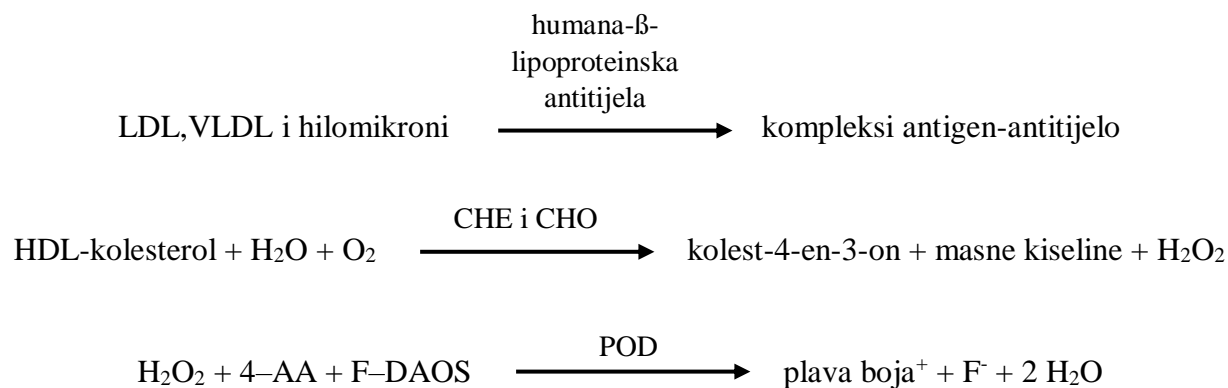 humana-ß-
lipoproteinska
antitijela
LDL,VLDL i hilomikroni kompleksi antigen-antitijelo
CHE i CHO
HDL-kolesterol + H₂O + O₂ kolest-4-en-3-on + masne kiseline + H₂O₂
POD
H₂O₂ + 4–AA + F–DAOS plava boja⁺ + F⁻ + 2 H₂O